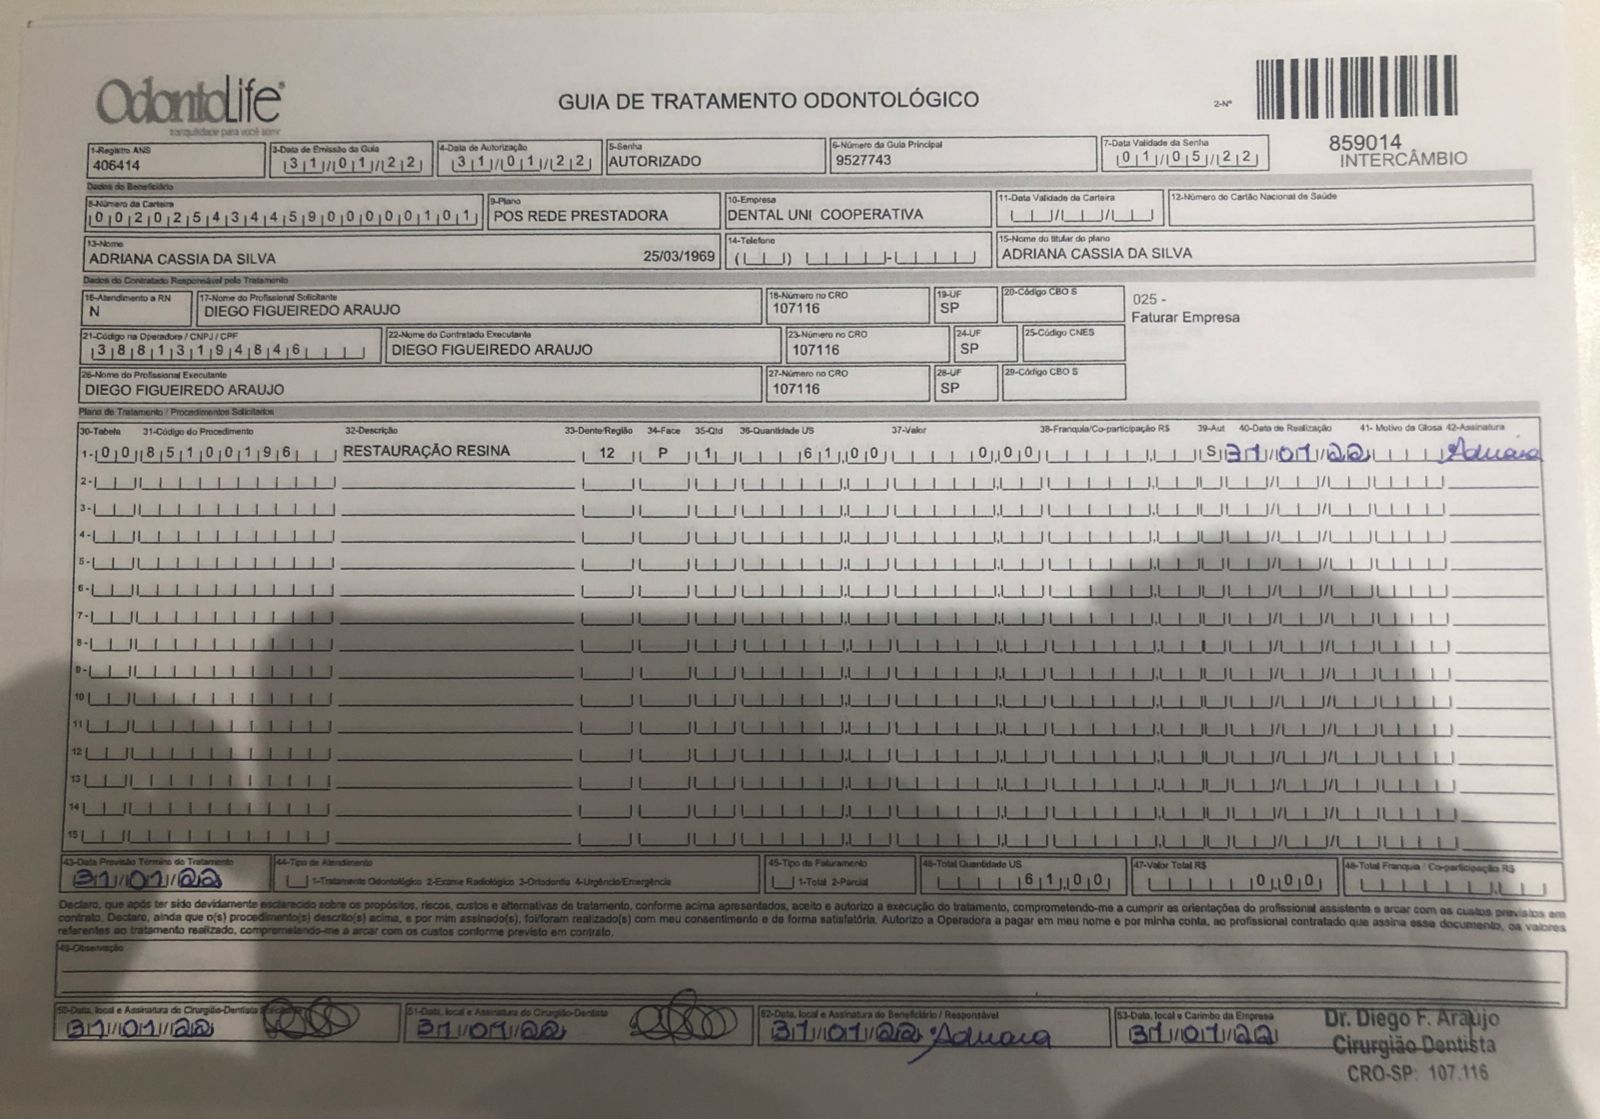 OdontoLife
tranquilidade para você sorrir
GUIA DE TRATAMENTO ODONTOLÓGICO
2-Nº
859014
INTERCÂMBIO
1-Registro ANS
406414
3-Data de Emissão da Guia
31/01/22
4-Data de Autorização
31/01/22
5-Senha
AUTORIZADO
6-Número da Guia Principal
9527743
7-Data Validade da Senha
01/05/22
Dados do Beneficiário
8-Número da Carteira
00202543445900000101
9-Plano
POS REDE PRESTADORA
10-Empresa
DENTAL UNI COOPERATIVA
11-Data Validade da Carteira
12-Número do Cartão Nacional de Saúde
13-Nome
ADRIANA CASSIA DA SILVA 25/03/1969
14-Telefone
15-Nome do titular do plano
ADRIANA CASSIA DA SILVA
Dados do Contratado Responsável pelo Tratamento
16-Atendimento a RN
N
17-Nome do Profissional Solicitante
DIEGO FIGUEIREDO ARAUJO
18-Número no CRO
107116
19-UF
SP
20-Código CBO S
025 -
Faturar Empresa
21-Código na Operadora / CNPJ / CPF
38813194846
22-Nome do Contratado Executante
DIEGO FIGUEIREDO ARAUJO
23-Número no CRO
107116
24-UF
SP
25-Código CNES
26-Nome do Profissional Executante
DIEGO FIGUEIREDO ARAUJO
27-Número no CRO
107116
28-UF
SP
29-Código CBO S
Plano de Tratamento / Procedimentos Solicitados
30-Tabela 31-Código do Procedimento 32-Descrição 33-Dente/Região 34-Face 35-Qtd 36-Quantidade US 37-Valor 38-Franquia/Co-participação R$ 39-Aut 40-Data de Realização 41- Motivo da Glosa 42-Assinatura
1- 00 85100196 RESTAURAÇÃO RESINA 12 P 1 61,00 0,00 S 31/01/22 Adriana
2-
3-
4-
5-
6-
7-
8-
9-
10
11
12
13
14
15
43-Data Previsão Término do Tratamento
31/01/22
44-Tipo de Atendimento
1-Tratamento Odontológico 2-Exame Radiológico 3-Ortodontia 4-Urgência/Emergência
45-Tipo de Faturamento
1-Total 2-Parcial
46-Total Quantidade US
61,00
47-Valor Total R$
0,00
48-Total Franquia / Co-participação R$
Declaro, que após ter sido devidamente esclarecido sobre os propósitos, riscos, custos e alternativas de tratamento, conforme acima apresentados, aceito e autorizo a execução do tratamento, comprometendo-me a cumprir as orientações do profissional assistente e arcar com os custos previstos em
contrato. Declaro, ainda que o(s) procedimento(s) descrito(s) acima, e por mim assinado(s), foi/foram realizado(s) com meu consentimento e de forma satisfatória. Autorizo a Operadora a pagar em meu nome e por minha conta, ao profissional contratado que assina esse documento, os valores
referentes ao tratamento realizado, comprometendo-me a arcar com os custos conforme previsto em contrato.
49-Observação
50-Data, local e Assinatura do Cirurgião-Dentista Solicitante
31/01/22
51-Data, local e Assinatura do Cirurgião-Dentista
31/01/22
52-Data, local e Assinatura do Beneficiário / Responsável
31/01/22 Adriana
53-Data, local e Carimbo da Empresa
31/01/22
Dr. Diego F. Araujo
Cirurgião Dentista
CRO-SP: 107.116